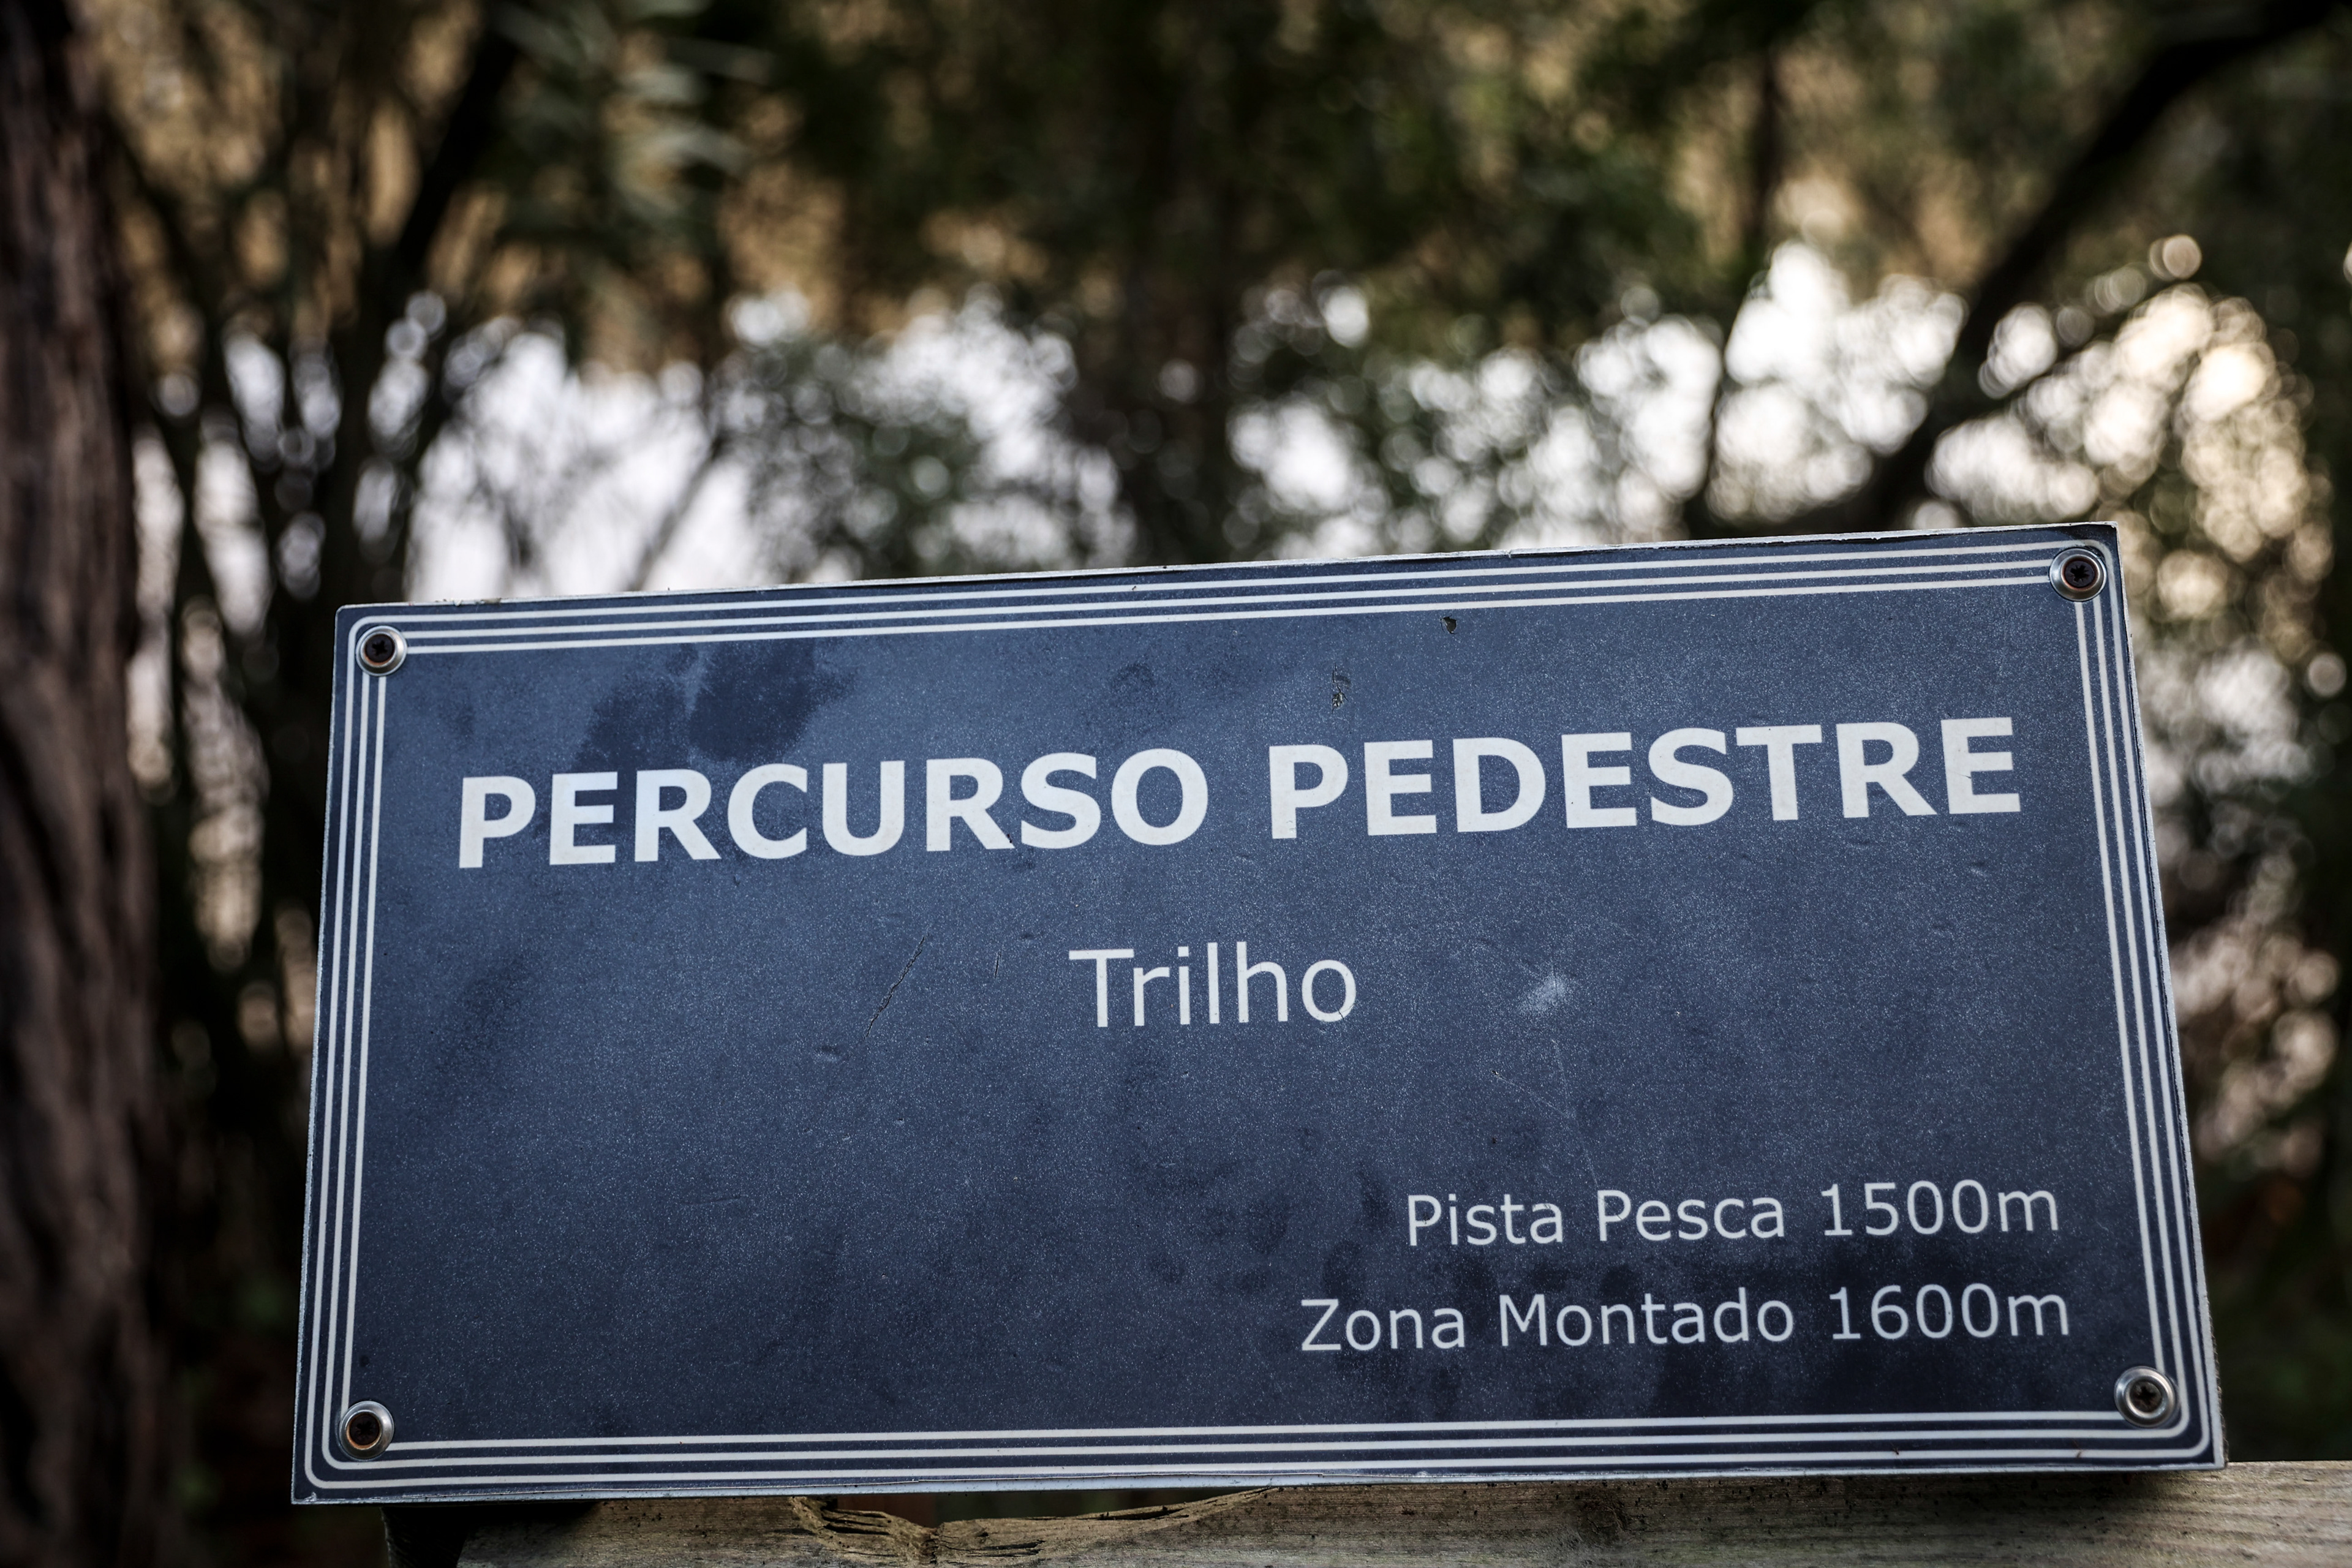 PERCURSO PEDESTRE
Trilho
Pista Pesca 1500m
Zona Montado 1600m